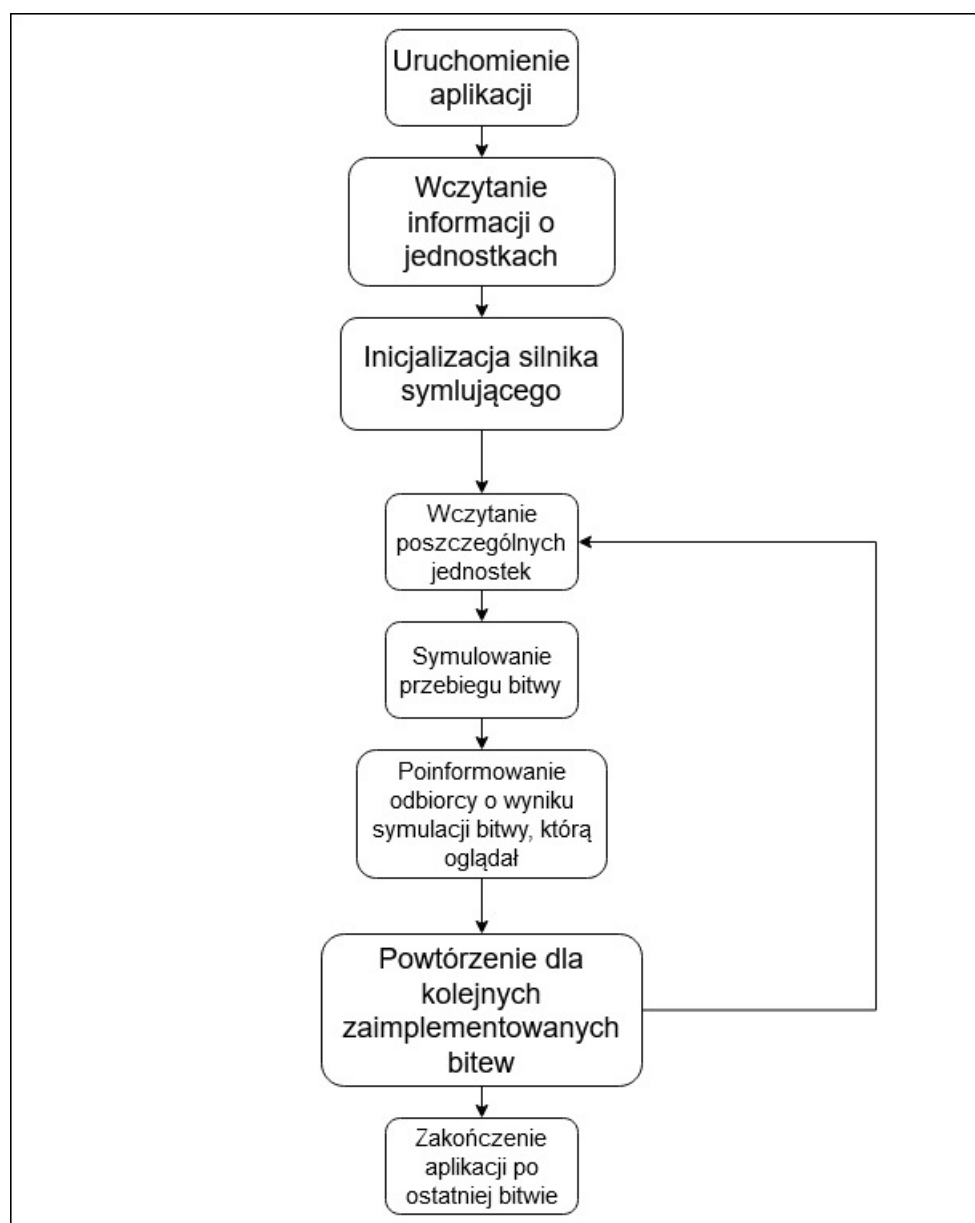 Uruchomienie
aplikacji
Wczytanie
informacji o
jednostkach
Inicjalizacja silnika
symlującego
Wczytanie
poszczególnych
jednostek
Symulowanie
przebiegu bitwy
Poinformowanie
odbiorcy o wyniku
symulacji bitwy, którą
oglądał
Powtórzenie dla
kolejnych
zaimplementowanych
bitew
Zakończenie
aplikacji po
ostatniej bitwie